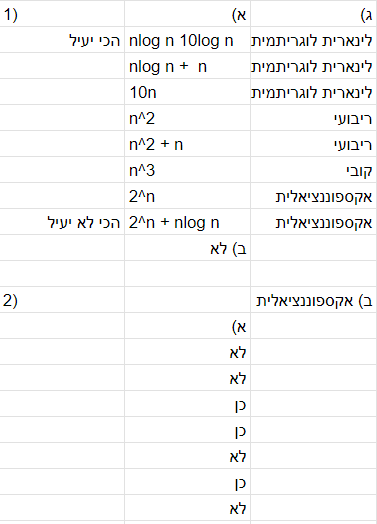 1) א) ג)
הכי יעיל nlog n 10log n לינארית לוגריתמית
nlog n +  n לינארית לוגריתמית
10n לינארית לוגריתמית
n^2 ריבועי
n^2 + n ריבועי
n^3 קובי
2^n אקספוננציאלית
הכי לא יעיל 2^n + nlog n אקספוננציאלית
ב) לא
2) ב) אקספוננציאלית
א)
לא
לא
כן
כן
לא
כן
לא